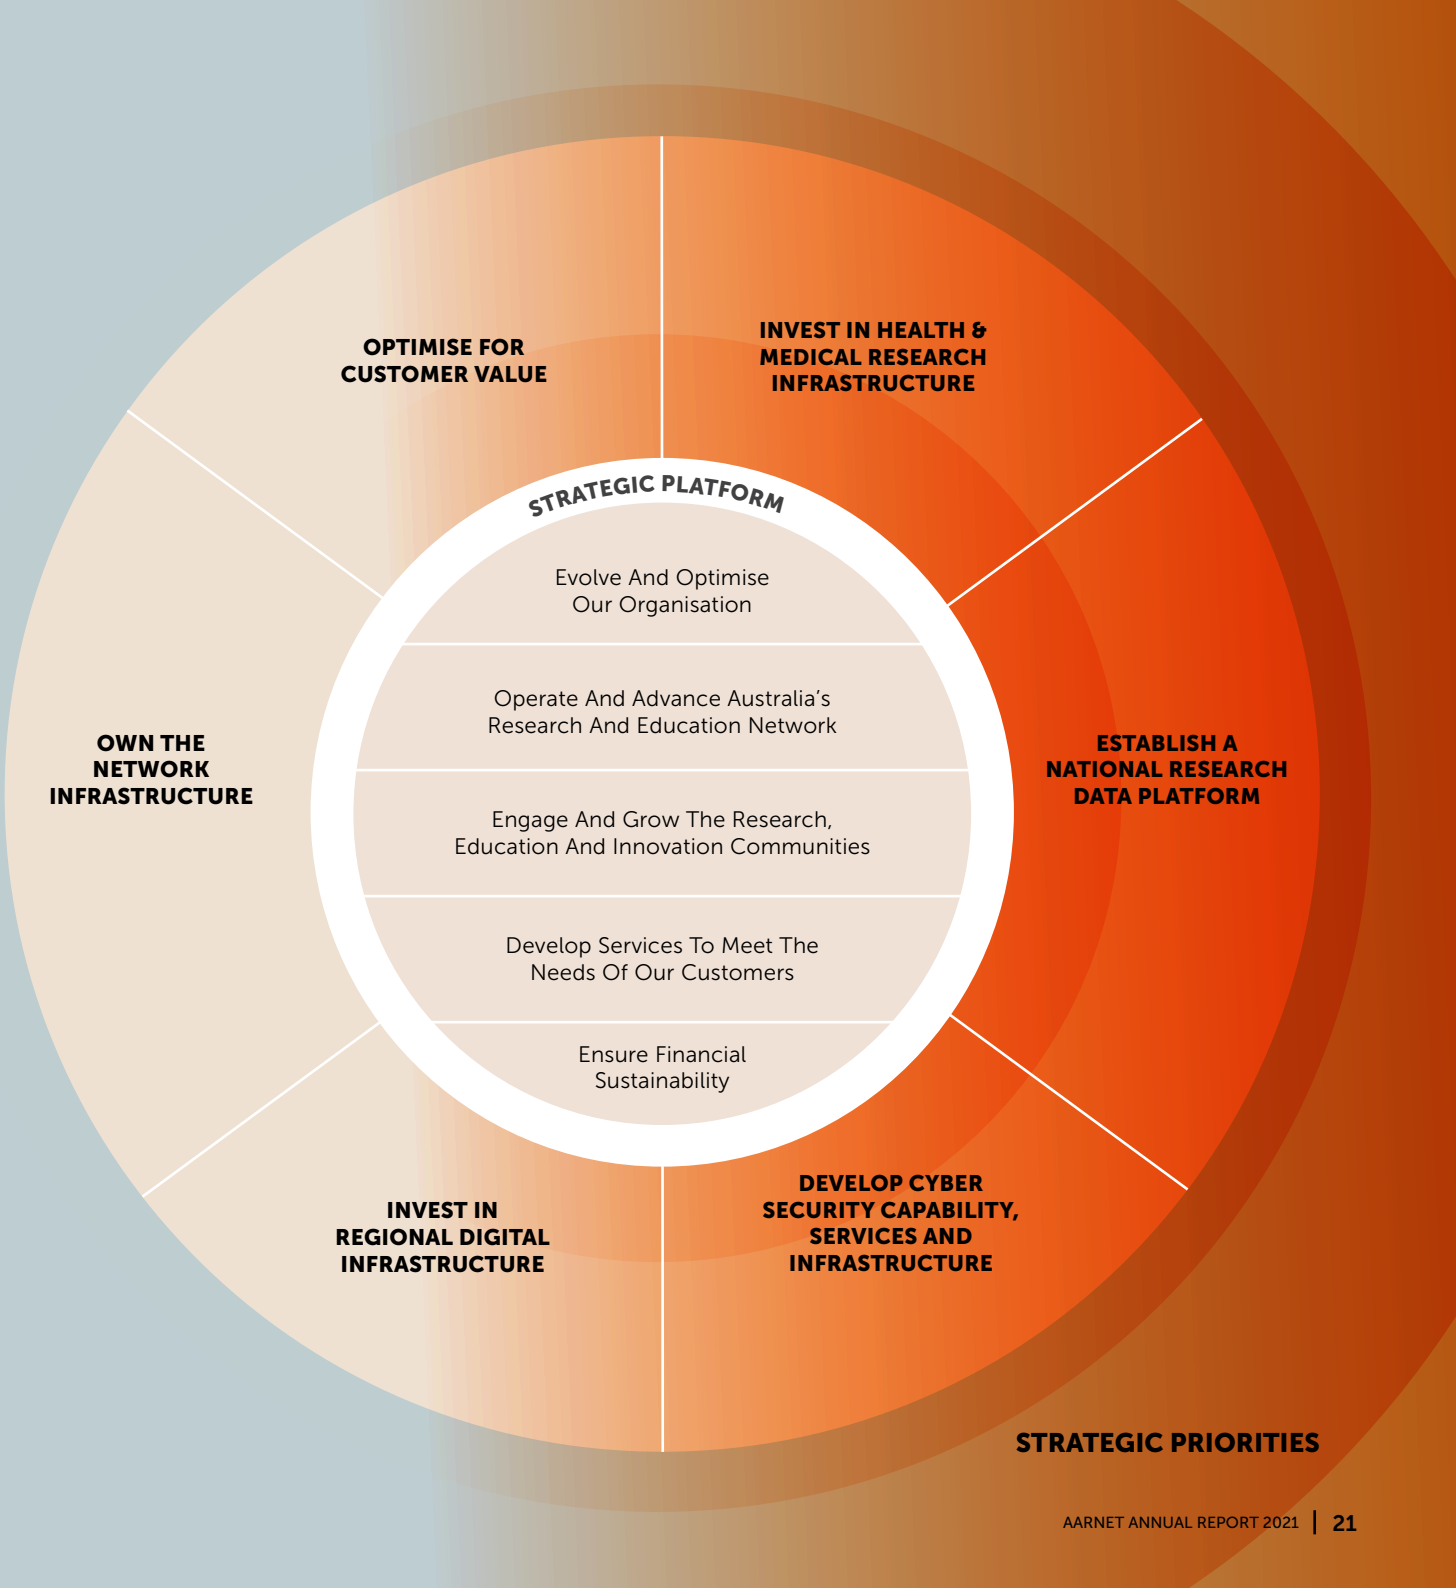 OPTIMISE FOR
CUSTOMER VALUE
INVEST IN HEALTH &
MEDICAL RESEARCH
INFRASTRUCTURE
STRATEGIC PLATFORM
Evolve And Optimise
Our Organisation
Operate And Advance Australia’s
Research And Education Network
Engage And Grow The Research,
Education And Innovation Communities
Develop Services To Meet The
Needs Of Our Customers
Ensure Financial
Sustainability
OWN THE
NETWORK
INFRASTRUCTURE
ESTABLISH A
NATIONAL RESEARCH
DATA PLATFORM
INVEST IN
REGIONAL DIGITAL
INFRASTRUCTURE
DEVELOP CYBER
SECURITY CAPABILITY,
SERVICES AND
INFRASTRUCTURE
STRATEGIC PRIORITIES
AARNET ANNUAL REPORT 2021 | 21